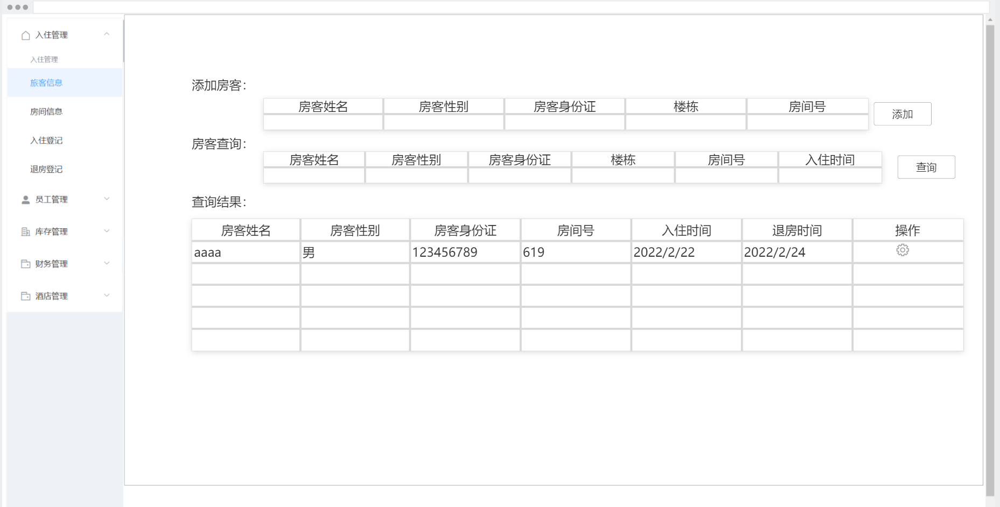 入住管理
入住管理
旅客信息
房间信息
入住登记
退房登记
员工管理
库存管理
财务管理
酒店管理
添加房客：
房客姓名 房客性别 房客身份证 楼栋 房间号
添加
房客查询：
房客姓名 房客性别 房客身份证 楼栋 房间号 入住时间
查询
查询结果：
房客姓名 房客性别 房客身份证 房间号 入住时间 退房时间 操作
aaaa 男 123456789 619 2022/2/22 2022/2/24